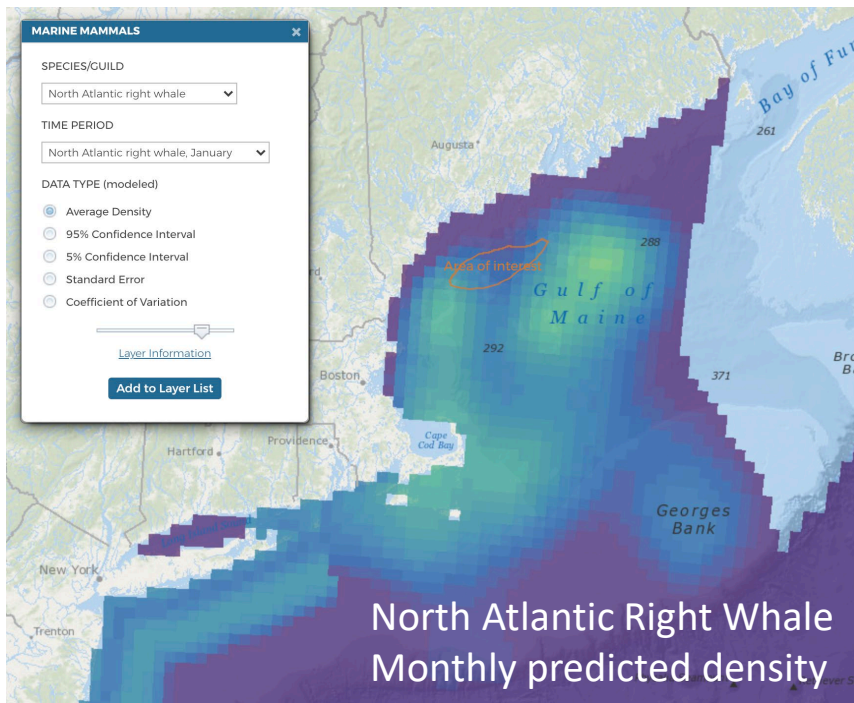 MARINE MAMMALS
×
SPECIES/GUILD
North Atlantic right whale
TIME PERIOD
North Atlantic right whale, January
DATA TYPE (modeled)
Average Density
95% Confidence Interval
5% Confidence Interval
Standard Error
Coefficient of Variation
Layer Information
Add to Layer List
Bay of Fun
261
Augusta
288
Area of interest
Gulf of
Maine
292
371
Boston
Cape
Cod Bay
Providence
Hartford
Georges
Bank
New York
Trenton
North Atlantic Right Whale
Monthly predicted density